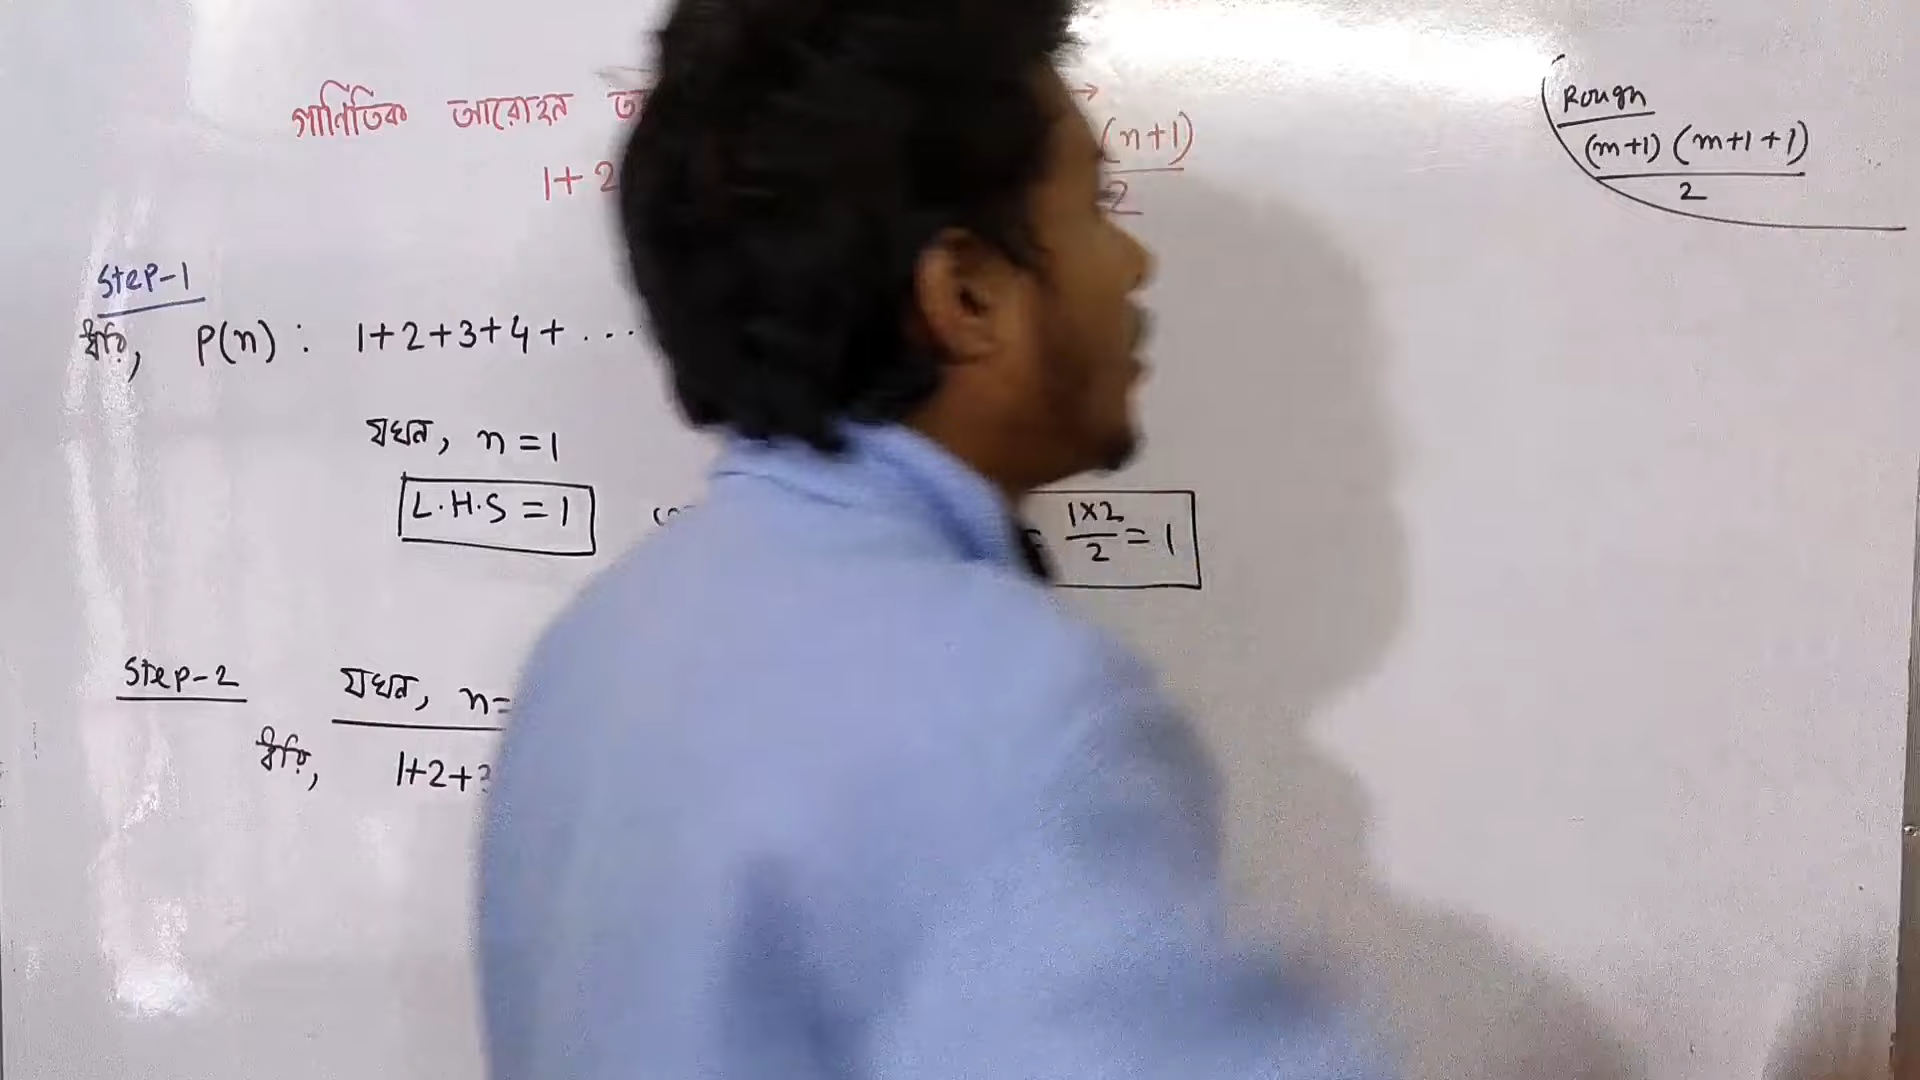 গাণিতিক আরোহন
1+2 (n+1)
2
Rough
(m+1) (m+1+1)
2
Step-1
ধরি, P(n) : 1+2+3+4+ ...
যখন, n=1
L.H.S = 1 = 1×2/2 = 1
Step-2 যখন, n=
ধরি, 1+2+3